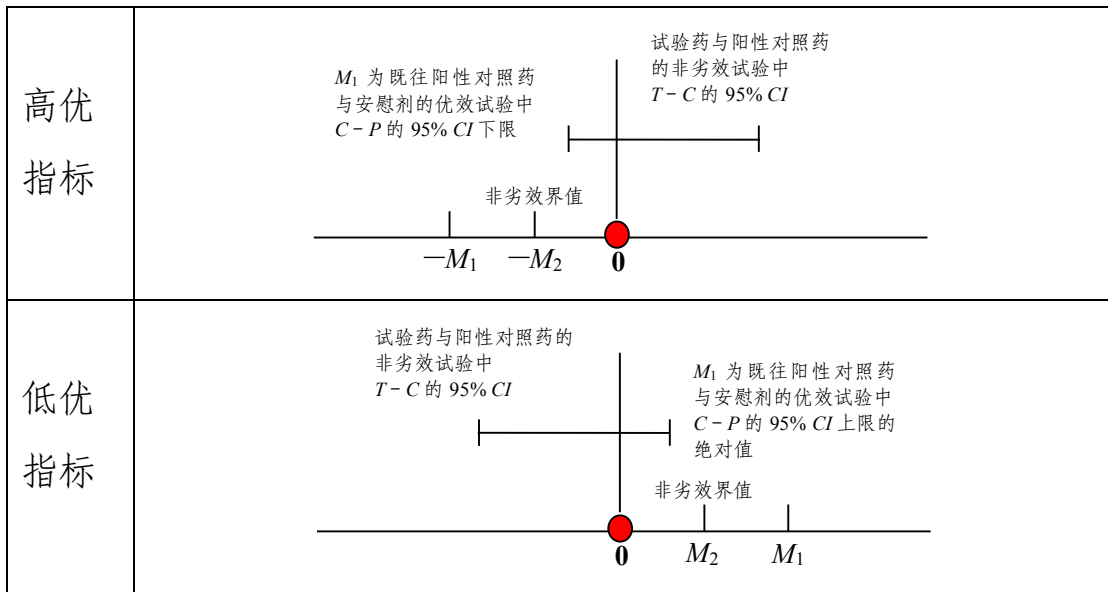 高优
指标
M₁ 为既往阳性对照药
与安慰剂的优效试验中
C－P 的 95% CI 下限
试验药与阳性对照药
的非劣效试验中
T－C 的 95% CI
非劣效界值
—M₁ —M₂ 0
低优
指标
试验药与阳性对照药的
非劣效试验中
T－C 的 95% CI
M₁ 为既往阳性对照药
与安慰剂的优效试验中
C－P 的 95% CI 上限的
绝对值
非劣效界值
0 M₂ M₁